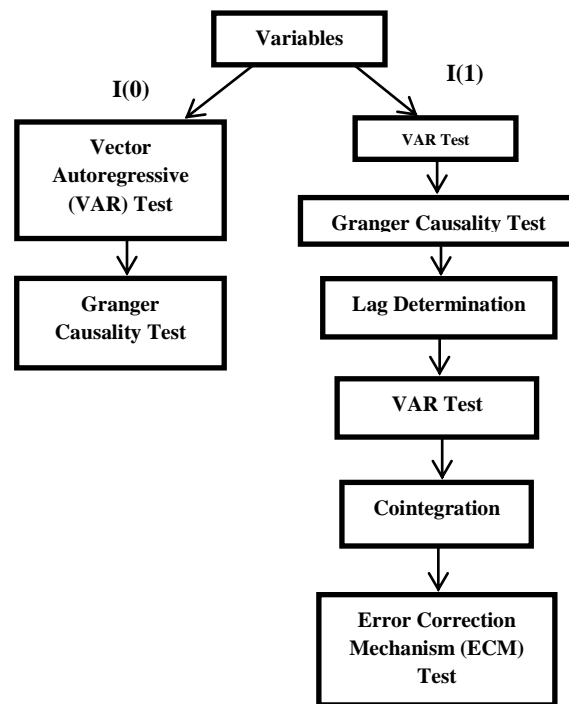 Variables
I(0)
I(1)
Vector
Autoregressive
(VAR) Test
Granger
Causality Test
VAR Test
Granger Causality Test
Lag Determination
VAR Test
Cointegration
Error Correction
Mechanism (ECM)
Test